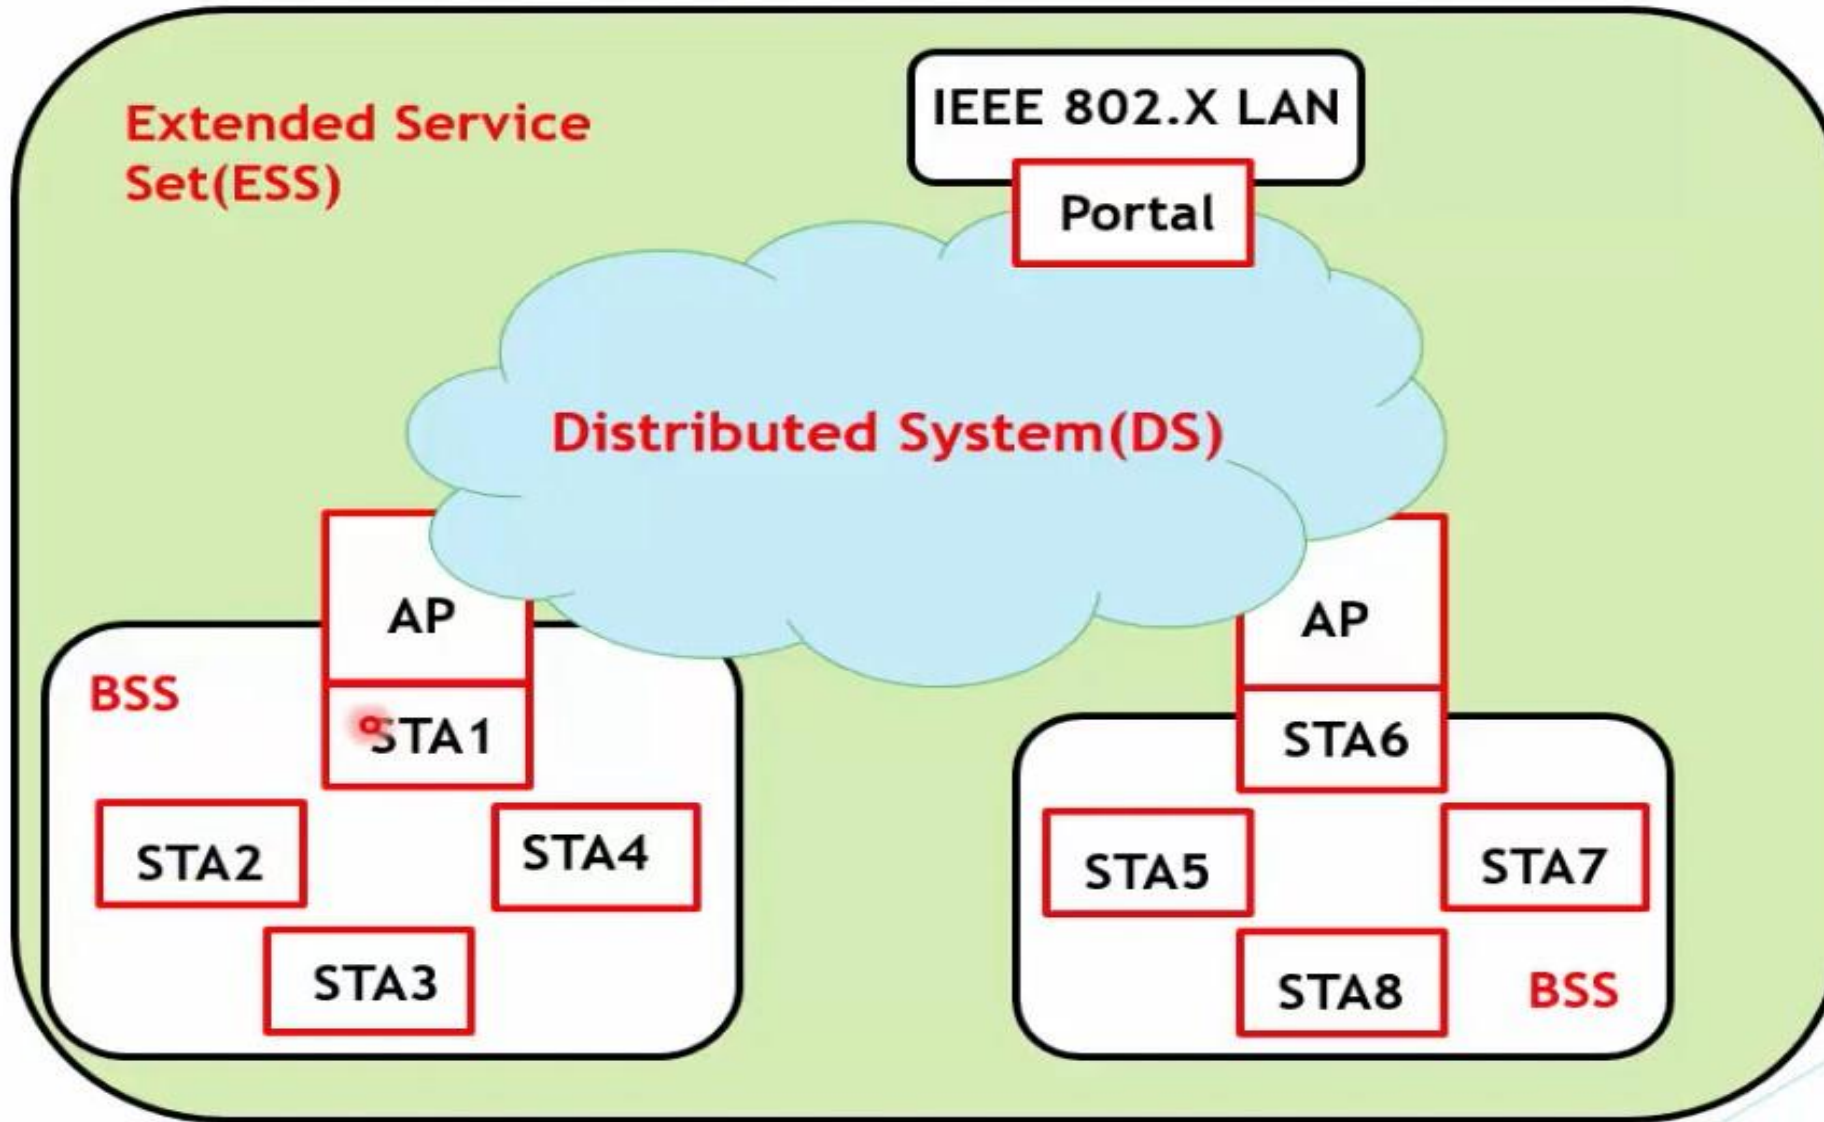 Extended Service
Set(ESS)
IEEE 802.X LAN
Portal
Distributed System(DS)
AP
BSS
STA1
STA2
STA4
STA3
AP
STA6
STA5
STA7
STA8
BSS